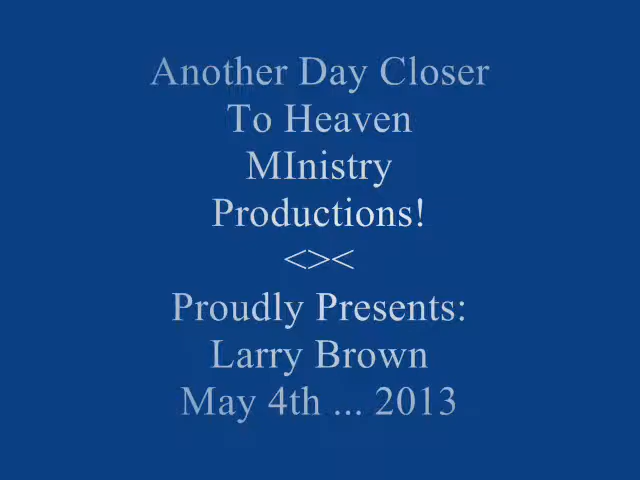 Another Day Closer
To Heaven
MInistry
Productions!
<><
Proudly Presents:
Larry Brown
May 4th ... 2013